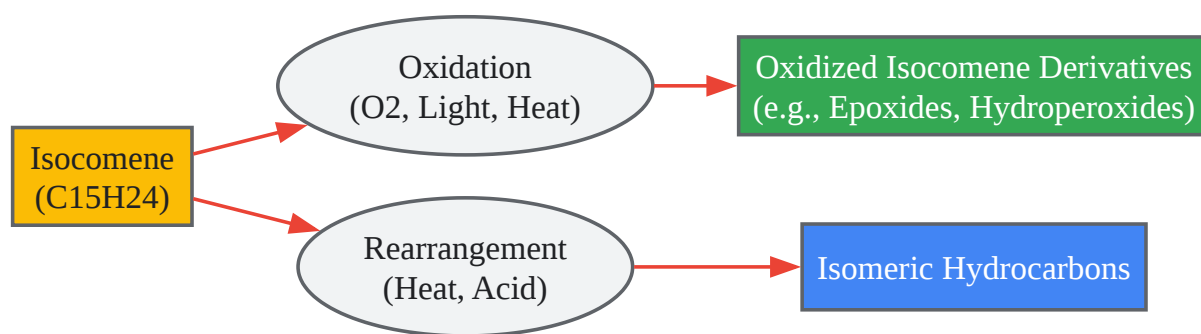 Isocomene
(C15H24)
Oxidation
(O2, Light, Heat)
Oxidized Isocomene Derivatives
(e.g., Epoxides, Hydroperoxides)
Rearrangement
(Heat, Acid)
Isomeric Hydrocarbons